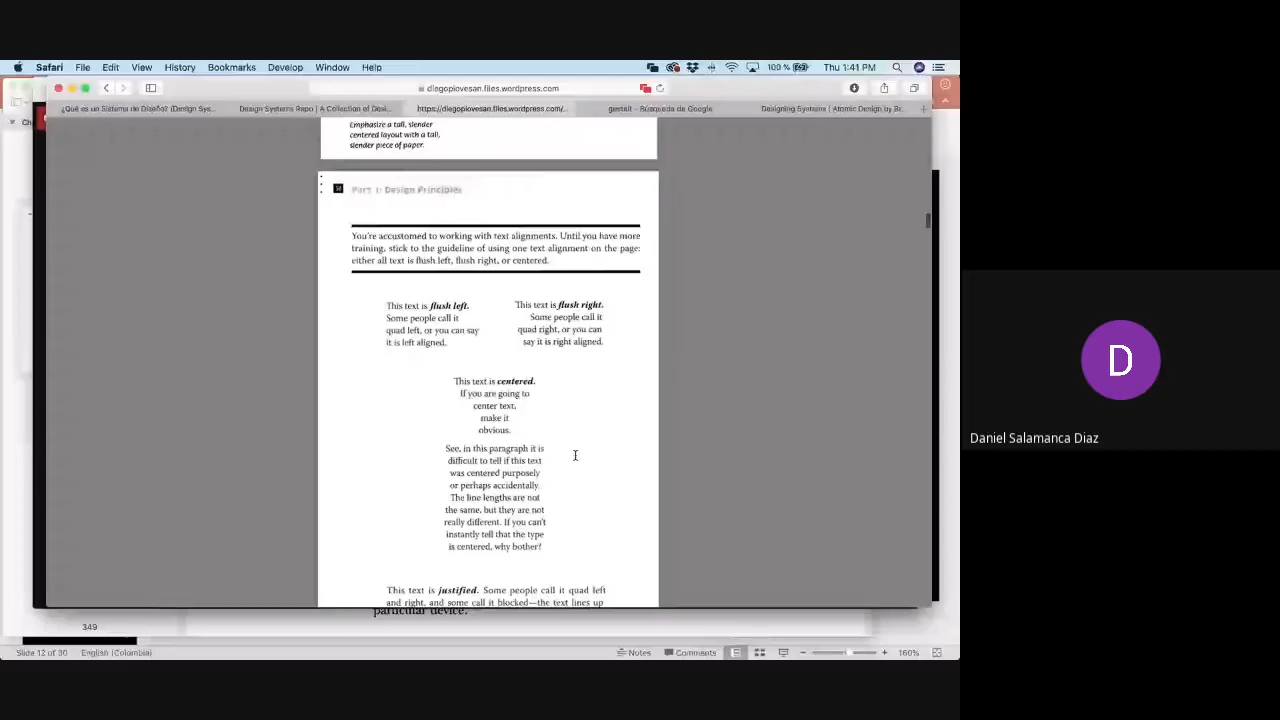 Safari File Edit View History Bookmarks Develop Window Help
100 % Thu 1:41 PM
diegopiovesan.files.wordpress.com
¿Qué es un Sistema de Diseño? (Design Sys...
Design Systems Repo | A Collection of Desi...
https://diegopiovesan.files.wordpress.com/...
gestalt - Búsqueda de Google
Designing Systems | Atomic Design by Br...
Ch
Emphasize a tall, slender
centered layout with a tall,
slender piece of paper.
Part 1: Design Principles
You're accustomed to working with text alignments. Until you have more
training, stick to the guideline of using one text alignment on the page:
either all text is flush left, flush right, or centered.
This text is flush left.
Some people call it
quad left, or you can say
it is left aligned.
This text is flush right.
Some people call it
quad right, or you can
say it is right aligned.
This text is centered.
If you are going to
center text,
make it
obvious.
See, in this paragraph it is
difficult to tell if this text
was centered purposely
or perhaps accidentally.
The line lengths are not
the same, but they are not
really different. If you can't
instantly tell that the type
is centered, why bother?
This text is justified. Some people call it quad left
and right, and some call it blocked—the text lines up
particular device.
349
Slide 12 of 30 English (Colombia)
Notes Comments 160%
D
Daniel Salamanca Diaz